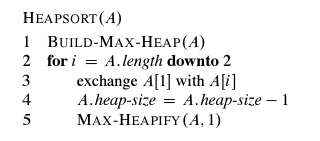 HEAPSORT(A)
1 BUILD-MAX-HEAP(A)
2 for i = A.length downto 2
3 exchange A[1] with A[i]
4 A.heap-size = A.heap-size − 1
5 MAX-HEAPIFY(A, 1)